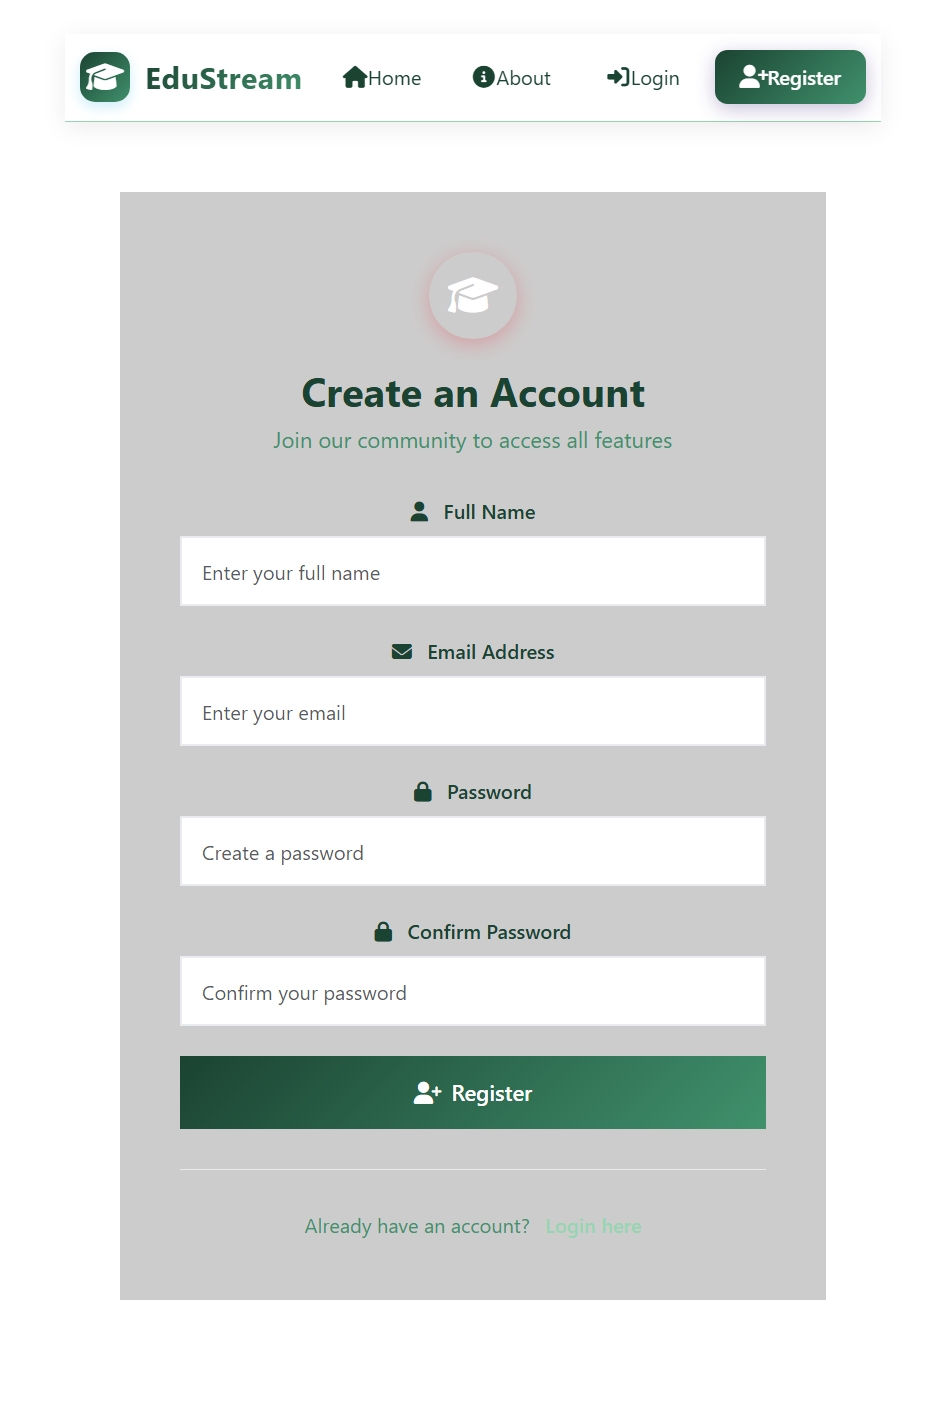 EduStream
Home
About
Login
Register
Create an Account
Join our community to access all features
Full Name
Enter your full name
Email Address
Enter your email
Password
Create a password
Confirm Password
Confirm your password
Register
Already have an account? Login here